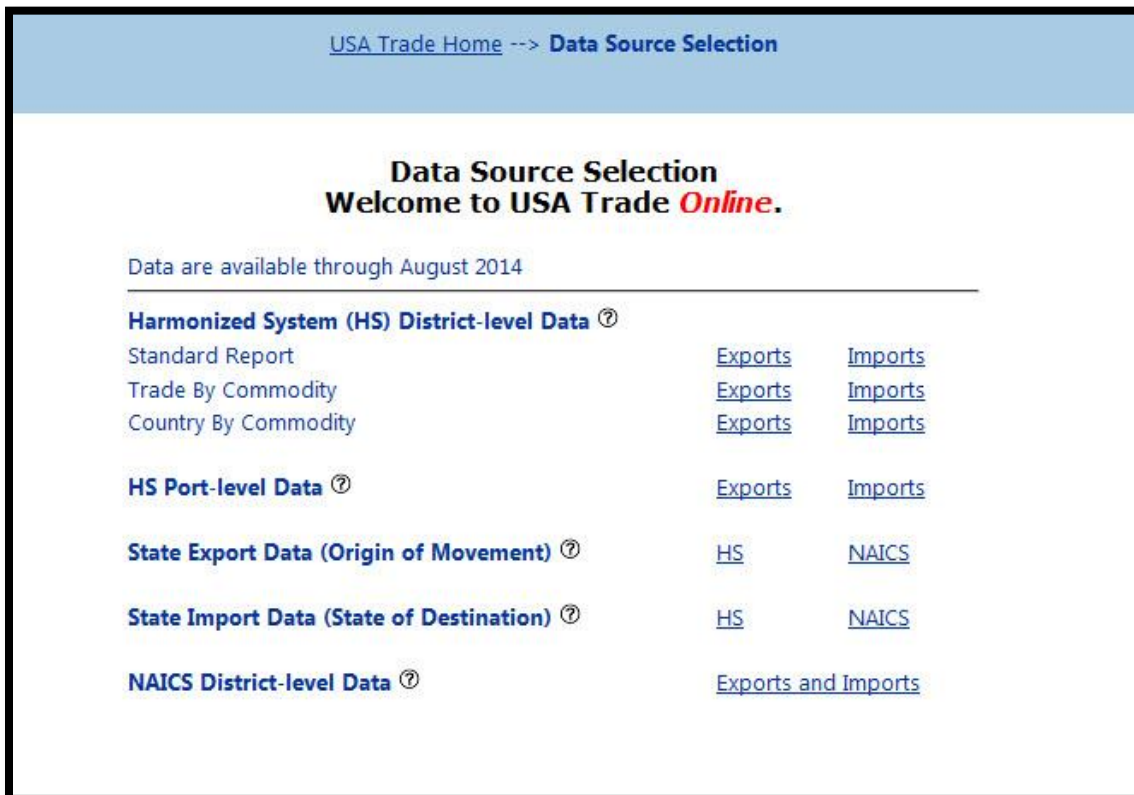 USA Trade Home --> Data Source Selection
Data Source Selection
Welcome to USA Trade Online.
Data are available through August 2014
Harmonized System (HS) District-level Data ?
Standard Report Exports Imports
Trade By Commodity Exports Imports
Country By Commodity Exports Imports
HS Port-level Data ? Exports Imports
State Export Data (Origin of Movement) ? HS NAICS
State Import Data (State of Destination) ? HS NAICS
NAICS District-level Data ? Exports and Imports